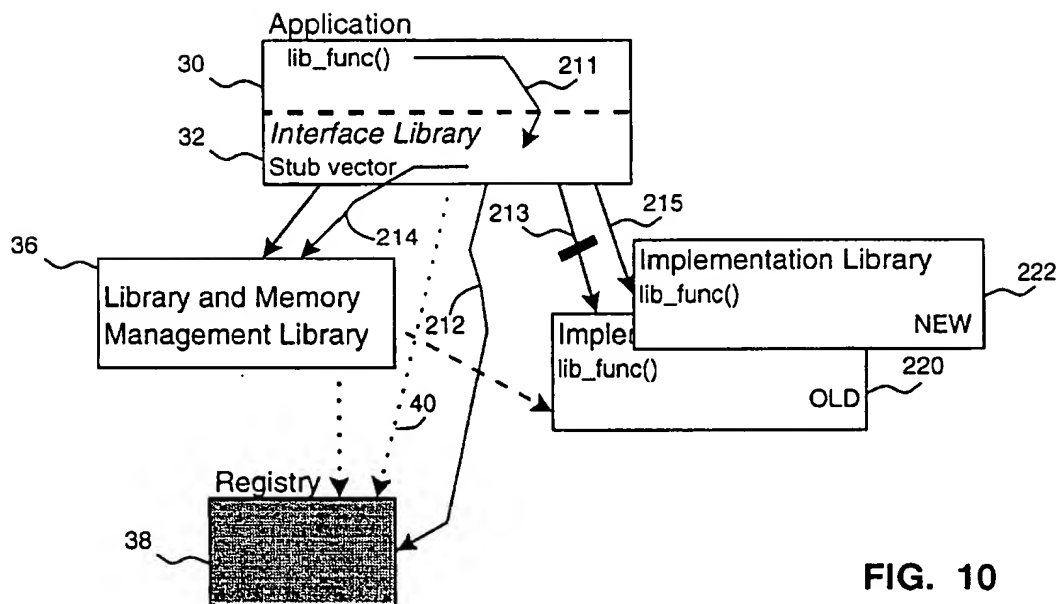 Application
lib_func()
30
211
Interface Library
32
Stub vector
213
215
36
214
Implementation Library
lib_func()
222
NEW
Library and Memory
Management Library
212
Implei
lib_func()
220
OLD
40
Registry
38
FIG. 10